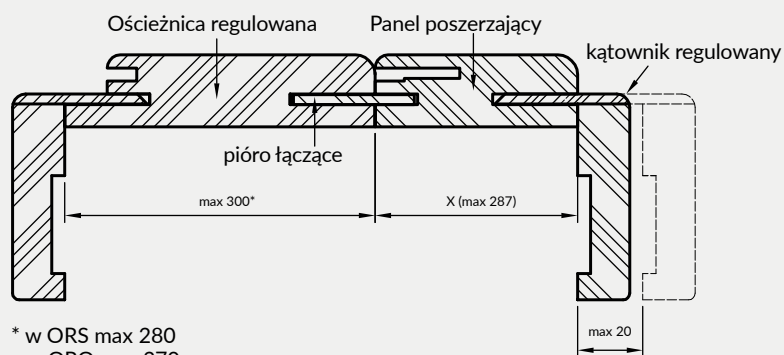 Ościeżnica regulowana
Panel poszerzający
kątownik regulowany
pióro łączące
max 300*
X (max 287)
max 20
* w ORS max 280